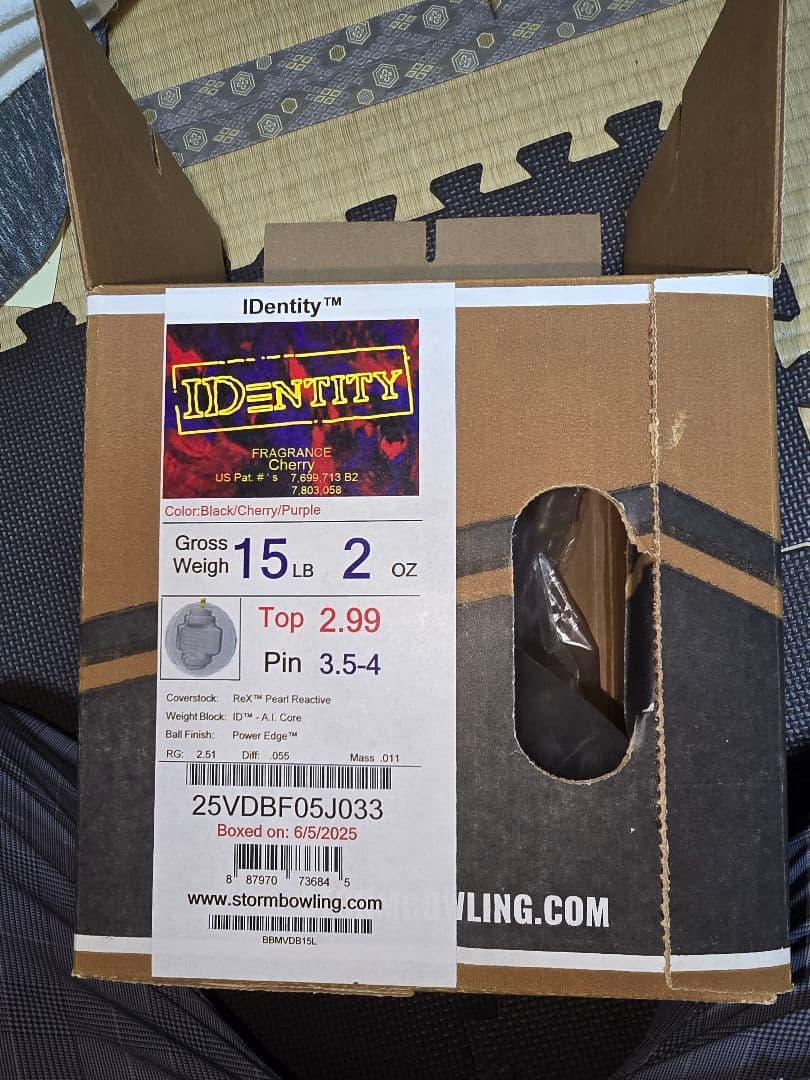 IDentity™
IDENTITY
FRAGRANCE
Cherry
US Pat. #'s 7,699,713 B2
7,803,058
Color:Black/Cherry/Purple
Gross
Weigh 15 LB 2 OZ
Top 2.99
Pin 3.5-4
Coverstock: ReX™ Pearl Reactive
Weight Block: ID™ - A.I. Core
Ball Finish: Power Edge™
RG: 2.51 Diff: .055 Mass .011
25VDBF05J033
Boxed on: 6/5/2025
8 87970 73684 5
www.stormbowling.com
WLING.COM
BBMVDB15L